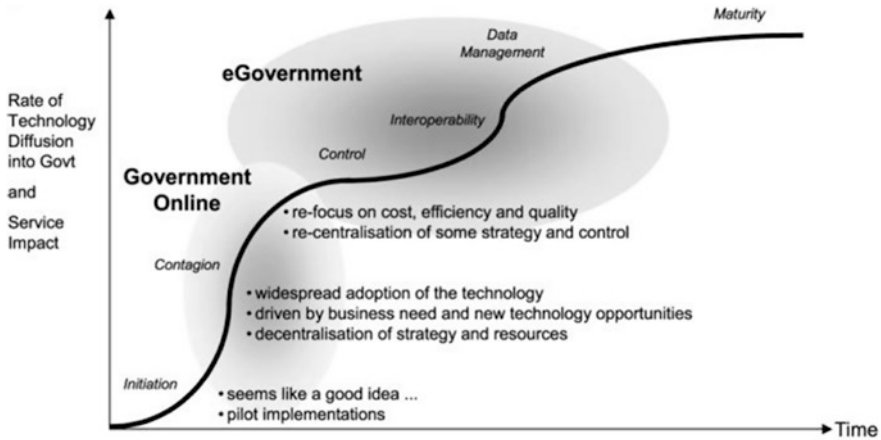 Maturity
Data
Management
eGovernment
Rate of
Technology
Diffusion
into Govt
and
Service
Impact
Interoperability
Control
Government
Online
• re-focus on cost, efficiency and quality
• re-centralisation of some strategy and control
Contagion
• widespread adoption of the technology
• driven by business need and new technology opportunities
• decentralisation of strategy and resources
Initiation
• seems like a good idea ...
• pilot implementations
Time